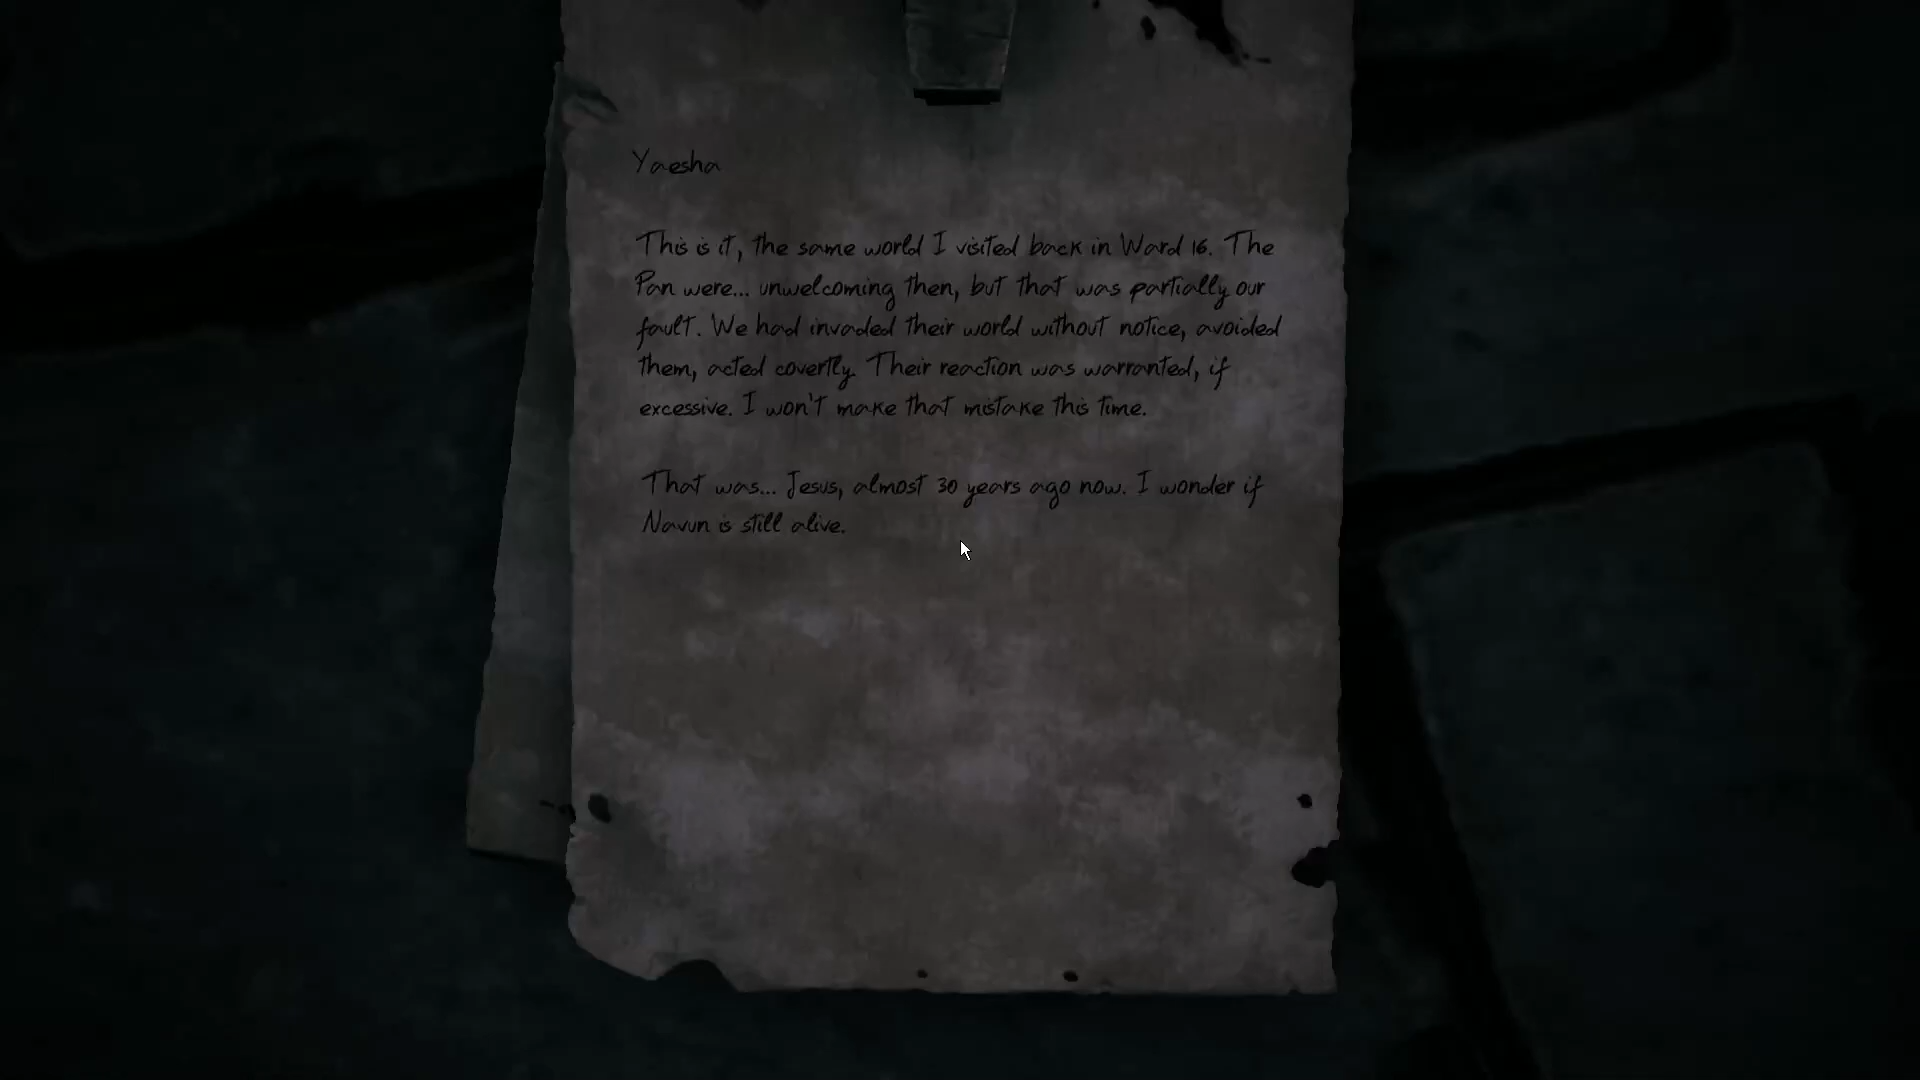 Yaesha
This is it, the same world I visited back in Ward 16. The
Pan were... unwelcoming then, but that was partially our
fault. We had invaded their world without notice, avoided
them, acted covertly. Their reaction was warranted, if
excessive. I won't make that mistake this time.
That was... Jesus, almost 30 years ago now. I wonder if
Navun is still alive.